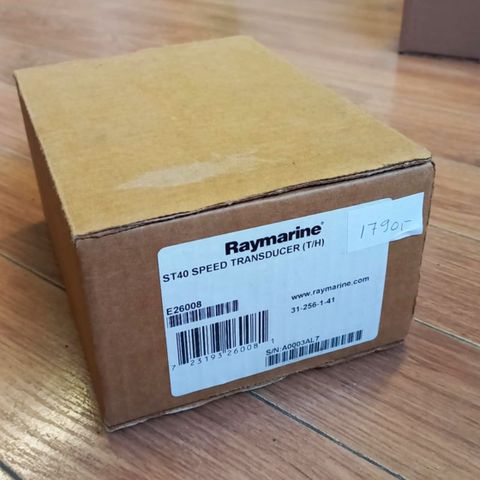 Raymarine®
1790,-
ST40 SPEED TRANSDUCER (T/H)
E26008
www.raymarine.com
31-256-1-41
7 23193 26008 1
S/N:A0003AL7